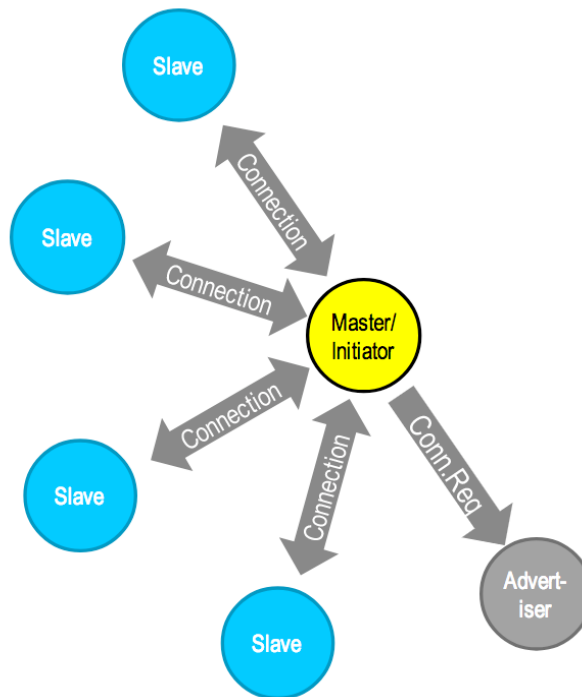 Slave
Connection
Slave
Connection
Master/
Initiator
Connection
Conn.Req
Connection
Slave
Advert-
iser
Slave